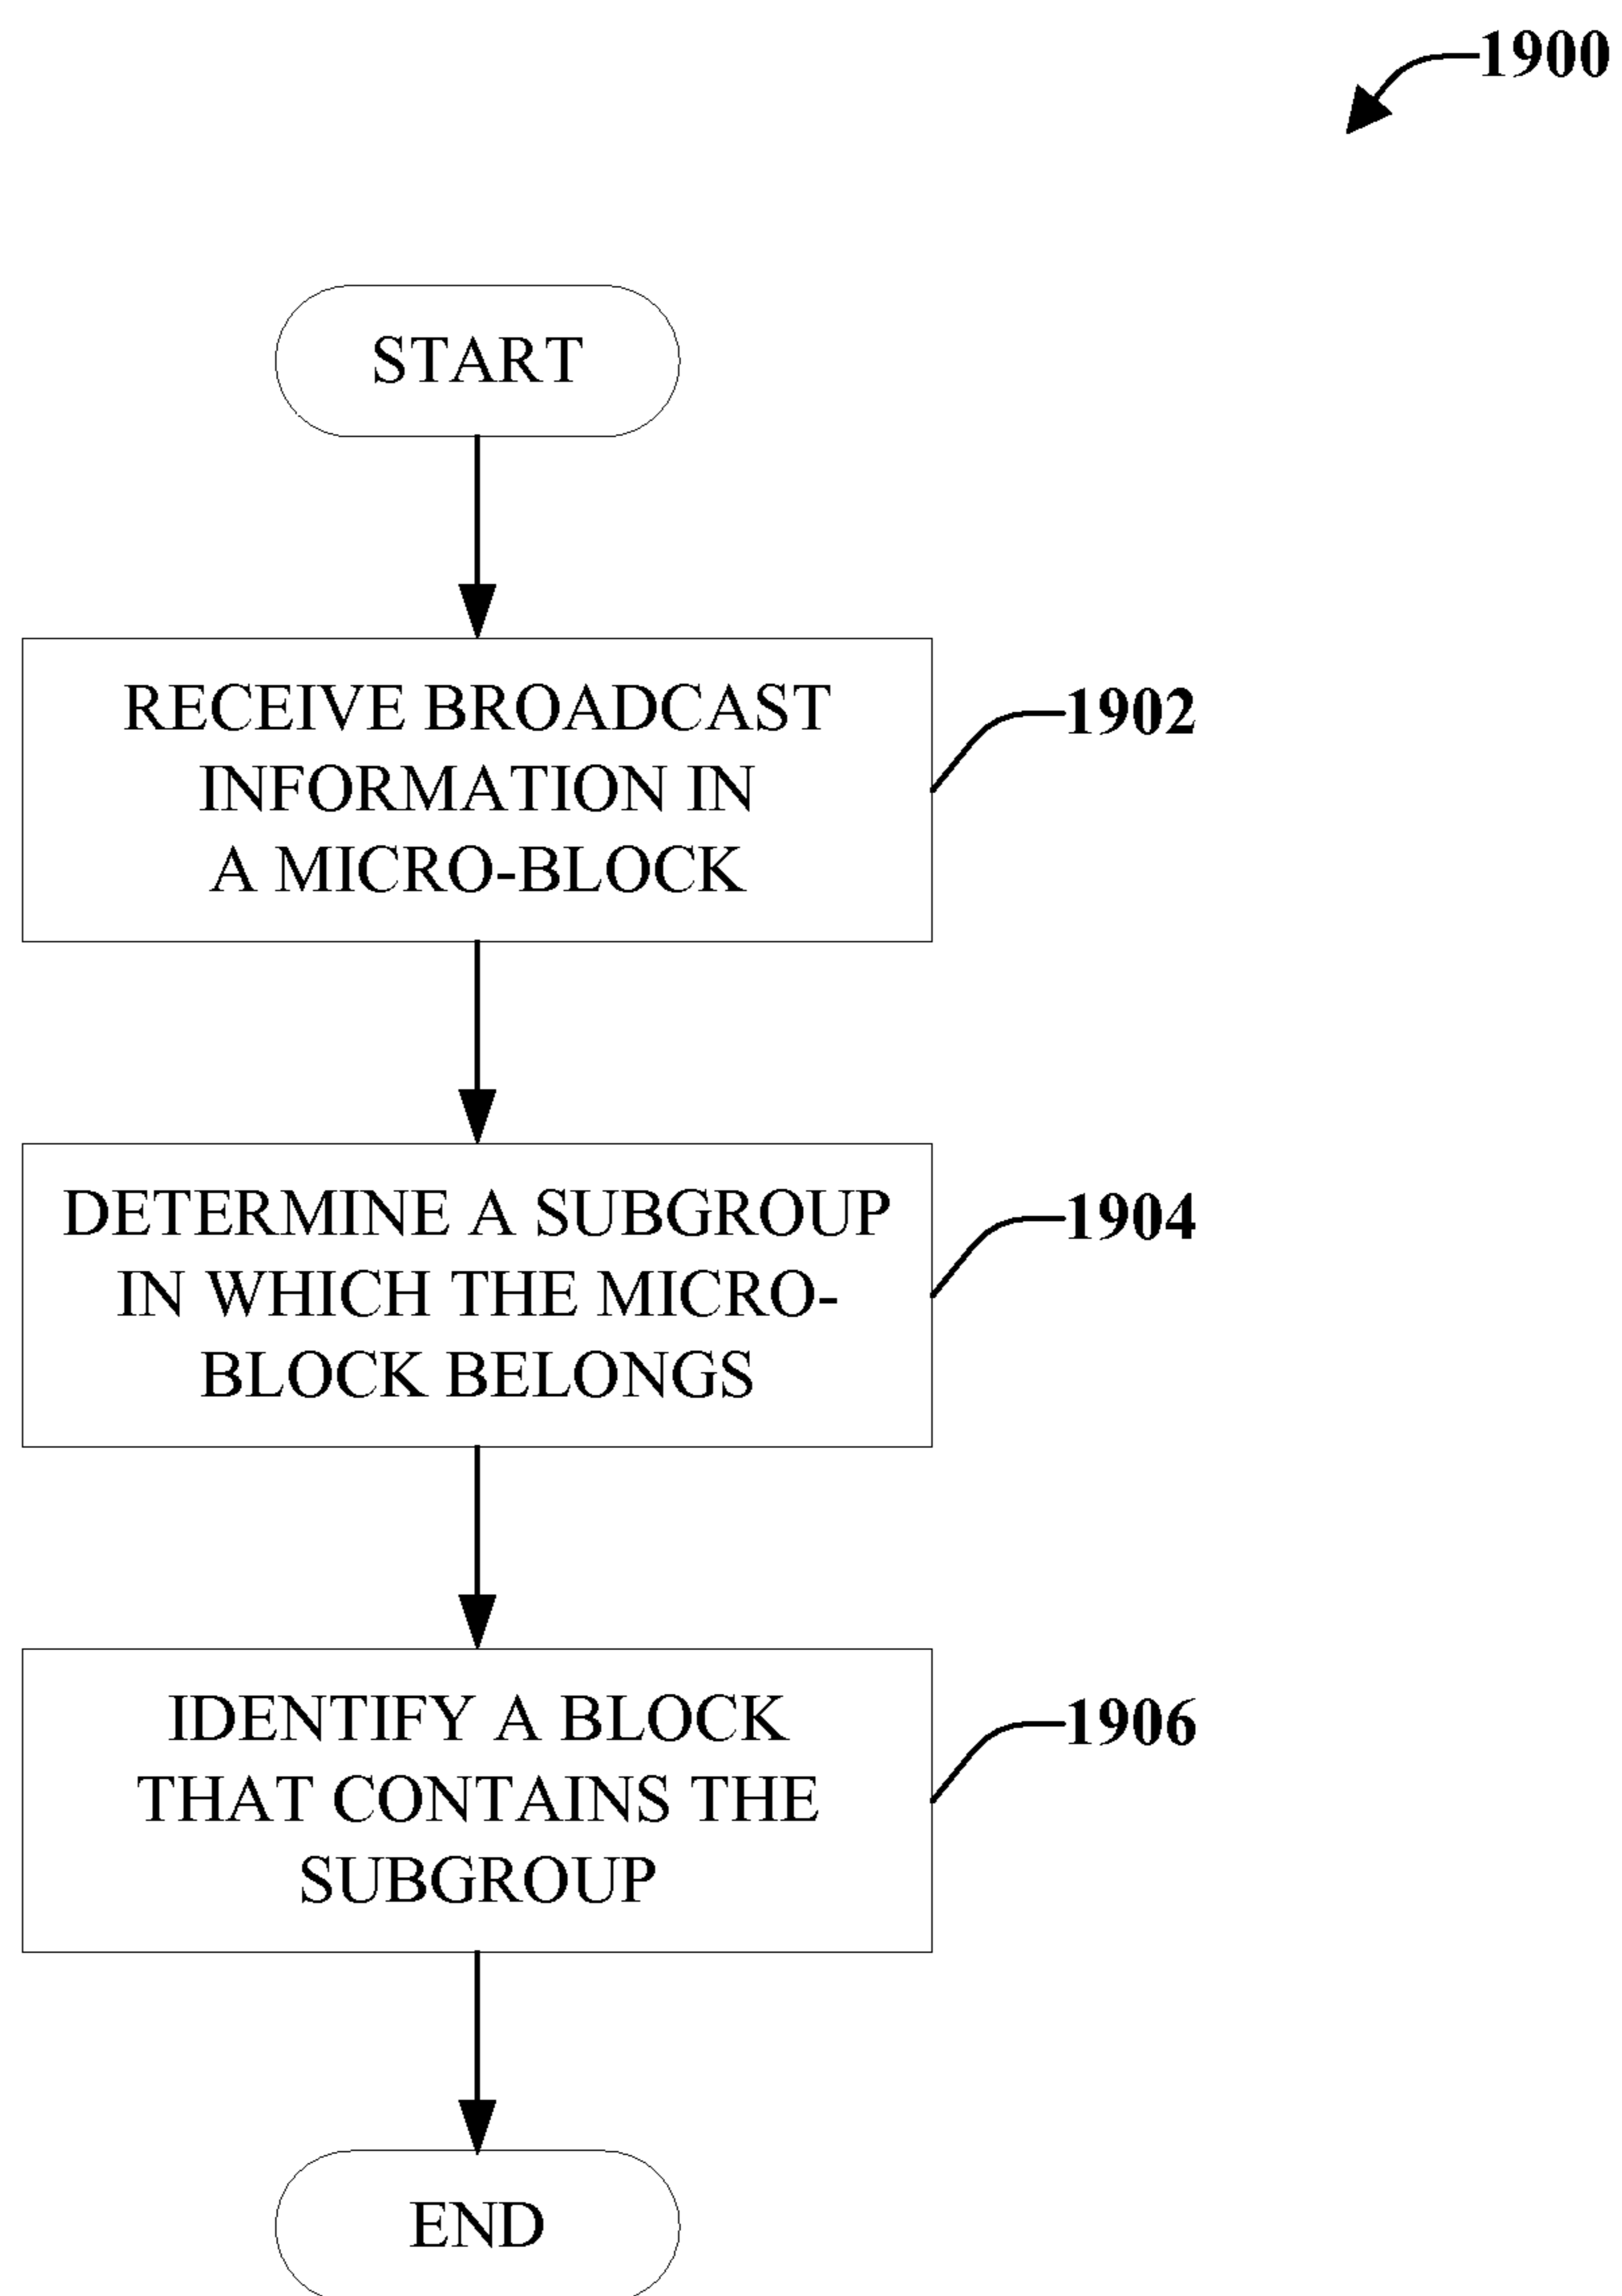 1900
START
RECEIVE BROADCAST
INFORMATION IN
A MICRO-BLOCK
1902
DETERMINE A SUBGROUP
IN WHICH THE MICRO-
BLOCK BELONGS
1904
IDENTIFY A BLOCK
THAT CONTAINS THE
SUBGROUP
1906
END